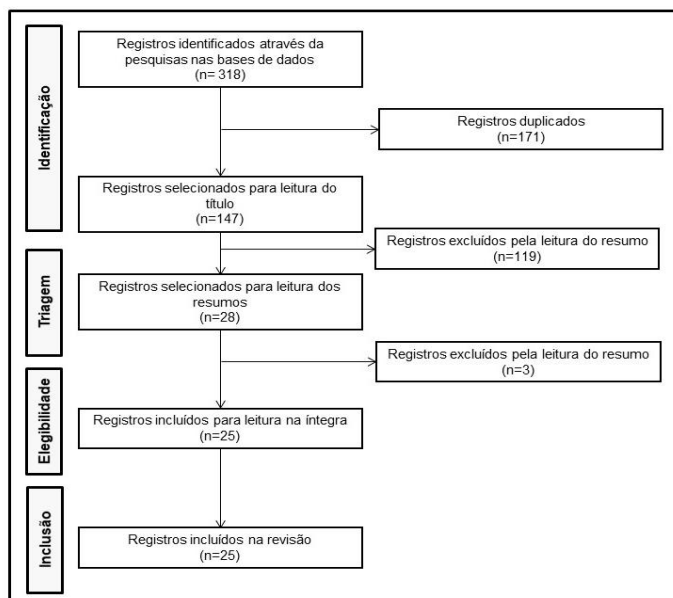 Identificação
Registros identificados através da
pesquisas nas bases de dados
(n= 318)
Registros duplicados
(n=171)
Registros selecionados para leitura do
título
(n=147)
Registros excluídos pela leitura do resumo
(n=119)
Triagem
Registros selecionados para leitura dos
resumos
(n=28)
Registros excluídos pela leitura do resumo
(n=3)
Elegibilidade
Registros incluídos para leitura na íntegra
(n=25)
Inclusão
Registros incluídos na revisão
(n=25)